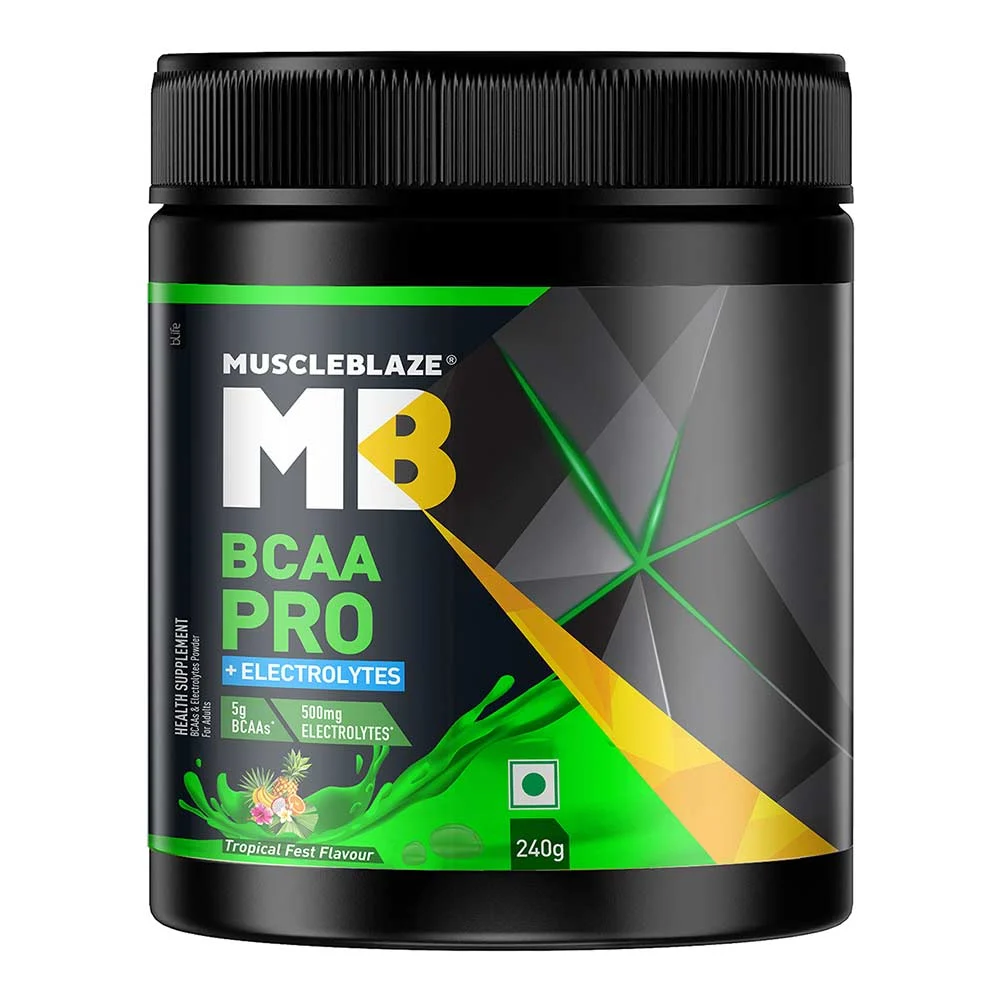 bLife
MUSCLEBLAZE®
MB
BCAA
PRO
+ ELECTROLYTES
5g
BCAAs*
500mg
ELECTROLYTES*
HEALTH SUPPLEMENT
BCAAs & Electrolytes Powder
For Adults
Tropical Fest Flavour
240g